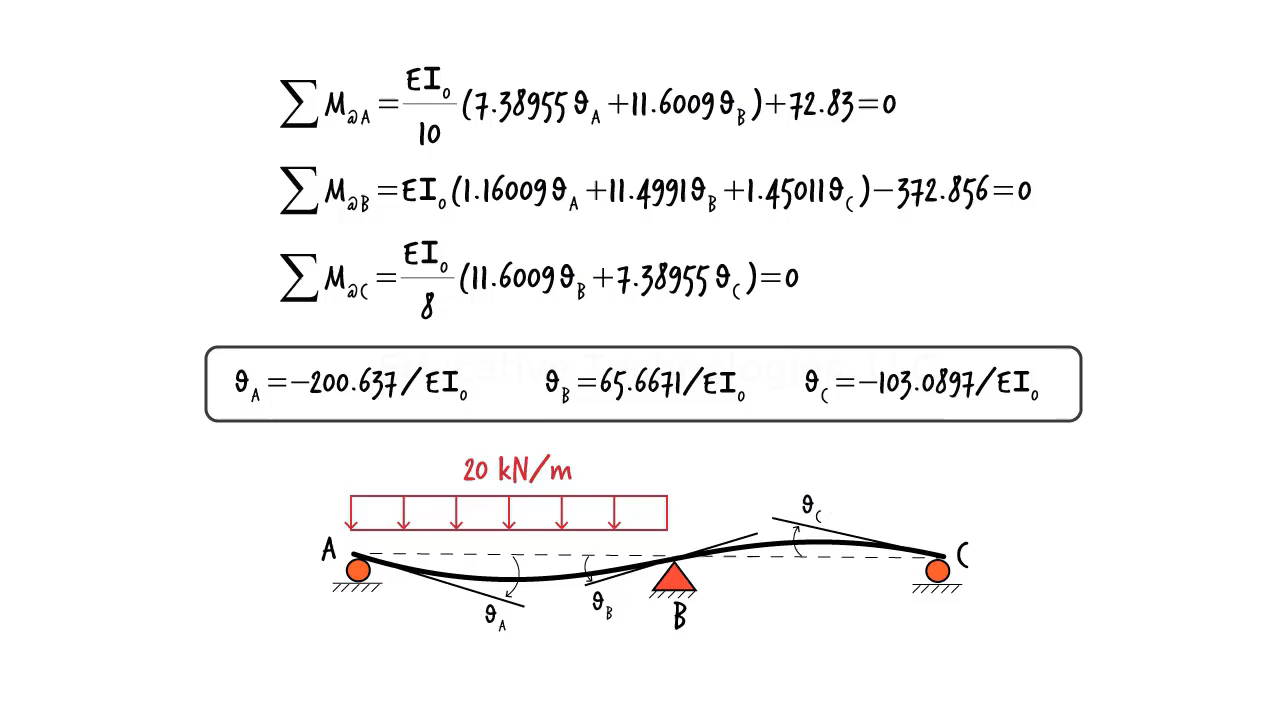 ∑M@A = EI₀/10 (7.38955 θA + 11.6009 θB) + 72.83 = 0
∑M@B = EI₀(1.16009 θA + 11.4991 θB + 1.45011 θC) − 372.856 = 0
∑M@C = EI₀/8 (11.6009 θB + 7.38955 θC) = 0
θA = −200.637/EI₀ θB = 65.6671/EI₀ θC = −103.0897/EI₀
20 kN/m
θC
A
C
θA
θB
B